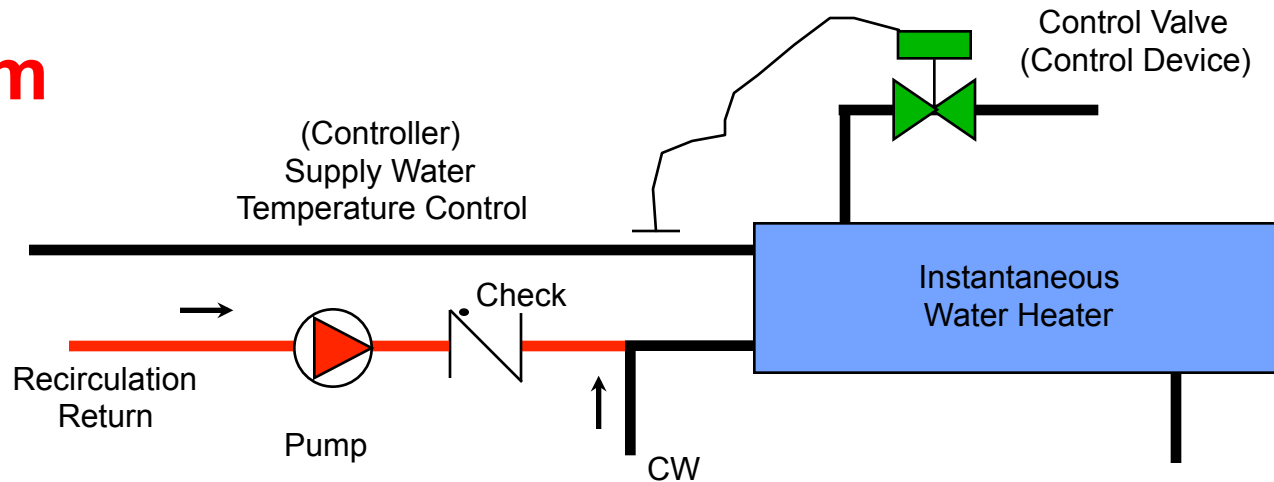 m
Control Valve
(Control Device)
(Controller)
Supply Water
Temperature Control
Instantaneous
Water Heater
Check
Recirculation
Return
Pump
CW